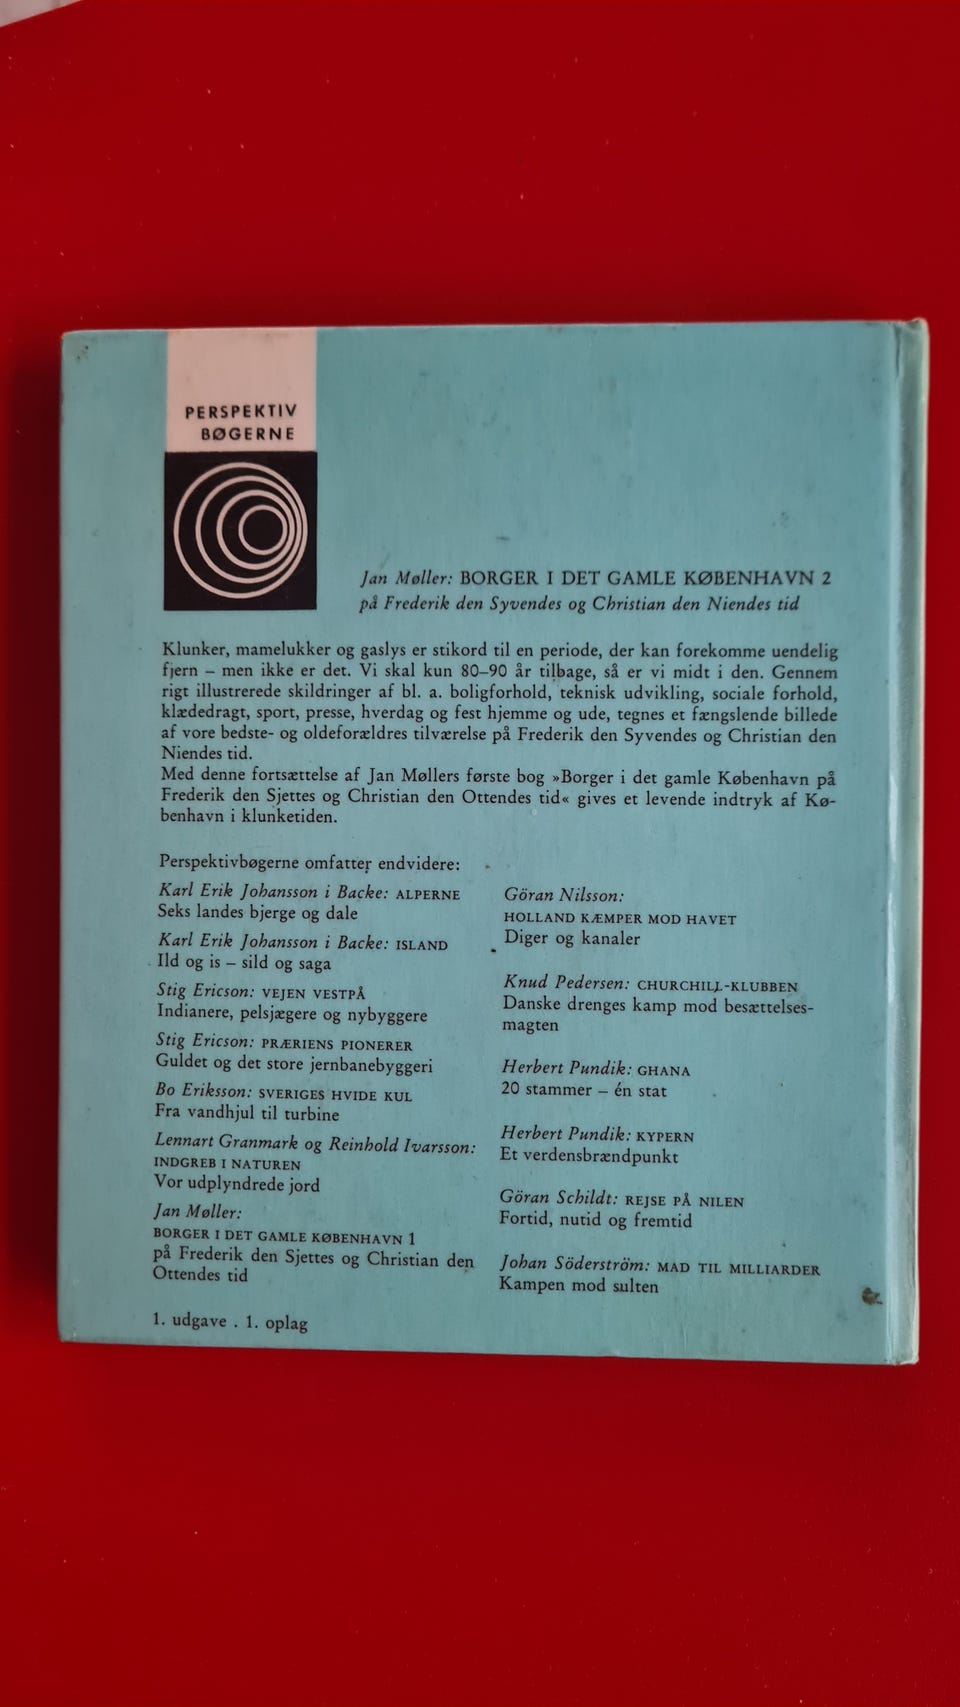 PERSPEKTIV
BØGERNE
Jan Møller: BORGER I DET GAMLE KØBENHAVN 2
på Frederik den Syvendes og Christian den Niendes tid
Klunker, mamelukker og gaslys er stikord til en periode, der kan forekomme uendelig
fjern – men ikke er det. Vi skal kun 80–90 år tilbage, så er vi midt i den. Gennem
rigt illustrerede skildringer af bl. a. boligforhold, teknisk udvikling, sociale forhold,
klædedragt, sport, presse, hverdag og fest hjemme og ude, tegnes et fængslende billede
af vore bedste- og oldeforældres tilværelse på Frederik den Syvendes og Christian den
Niendes tid.
Med denne fortsættelse af Jan Møllers første bog »Borger i det gamle København på
Frederik den Sjettes og Christian den Ottendes tid« gives et levende indtryk af Kø-
benhavn i klunketiden.
Perspektivbøgerne omfatter endvidere:
Karl Erik Johansson i Backe: ALPERNE
Seks landes bjerge og dale
Karl Erik Johansson i Backe: ISLAND
Ild og is – sild og saga
Stig Ericson: VEJEN VESTPÅ
Indianere, pelsjægere og nybyggere
Stig Ericson: PRÆRIENS PIONERER
Guldet og det store jernbanebyggeri
Bo Eriksson: SVERIGES HVIDE KUL
Fra vandhjul til turbine
Lennart Granmark og Reinhold Ivarsson:
INDGREB I NATUREN
Vor udplyndrede jord
Jan Møller:
BORGER I DET GAMLE KØBENHAVN 1
på Frederik den Sjettes og Christian den
Ottendes tid
1. udgave . 1. oplag
Göran Nilsson:
HOLLAND KÆMPER MOD HAVET
Diger og kanaler
Knud Pedersen: CHURCHILL-KLUBBEN
Danske drenges kamp mod besættelses-
magten
Herbert Pundik: GHANA
20 stammer – én stat
Herbert Pundik: KYPERN
Et verdensbrændpunkt
Göran Schildt: REJSE PÅ NILEN
Fortid, nutid og fremtid
Johan Söderström: MAD TIL MILLIARDER
Kampen mod sulten